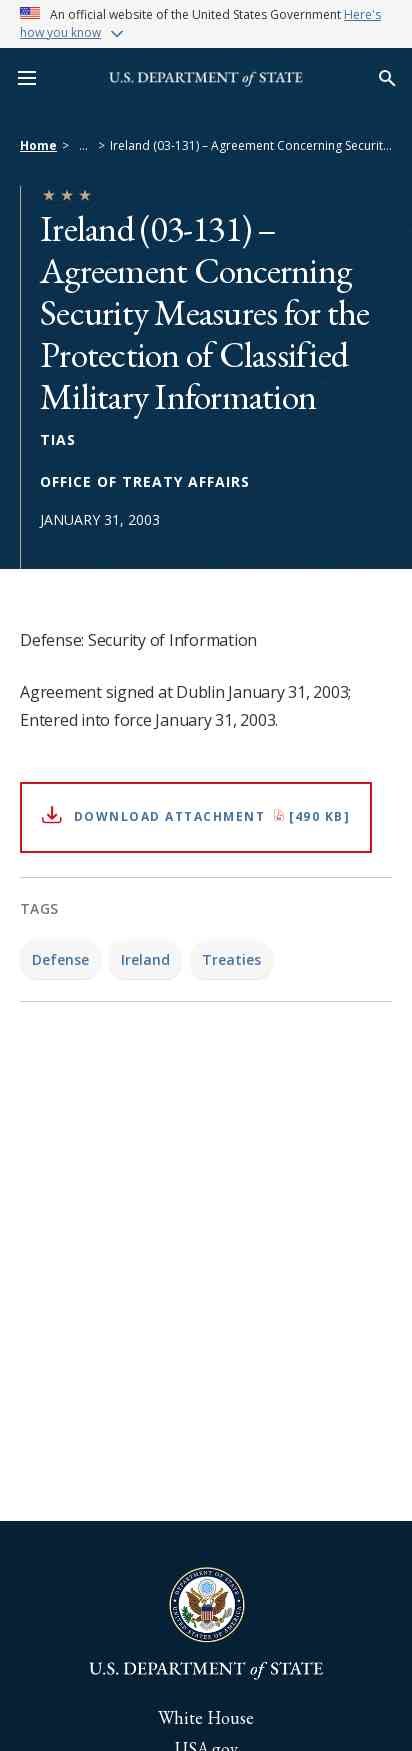 An official website of the United States Government Here's
how you know
U.S. DEPARTMENT of STATE
Home > ... > Ireland (03-131) – Agreement Concerning Securit...
Ireland (03-131) –
Agreement Concerning
Security Measures for the
Protection of Classified
Military Information
TIAS
OFFICE OF TREATY AFFAIRS
JANUARY 31, 2003
Defense: Security of Information
Agreement signed at Dublin January 31, 2003;
Entered into force January 31, 2003.
DOWNLOAD ATTACHMENT [490 KB]
TAGS
Defense Ireland Treaties
DEPARTMENT OF STATE
UNITED STATES OF AMERICA
U.S. DEPARTMENT of STATE
White House
USA.gov